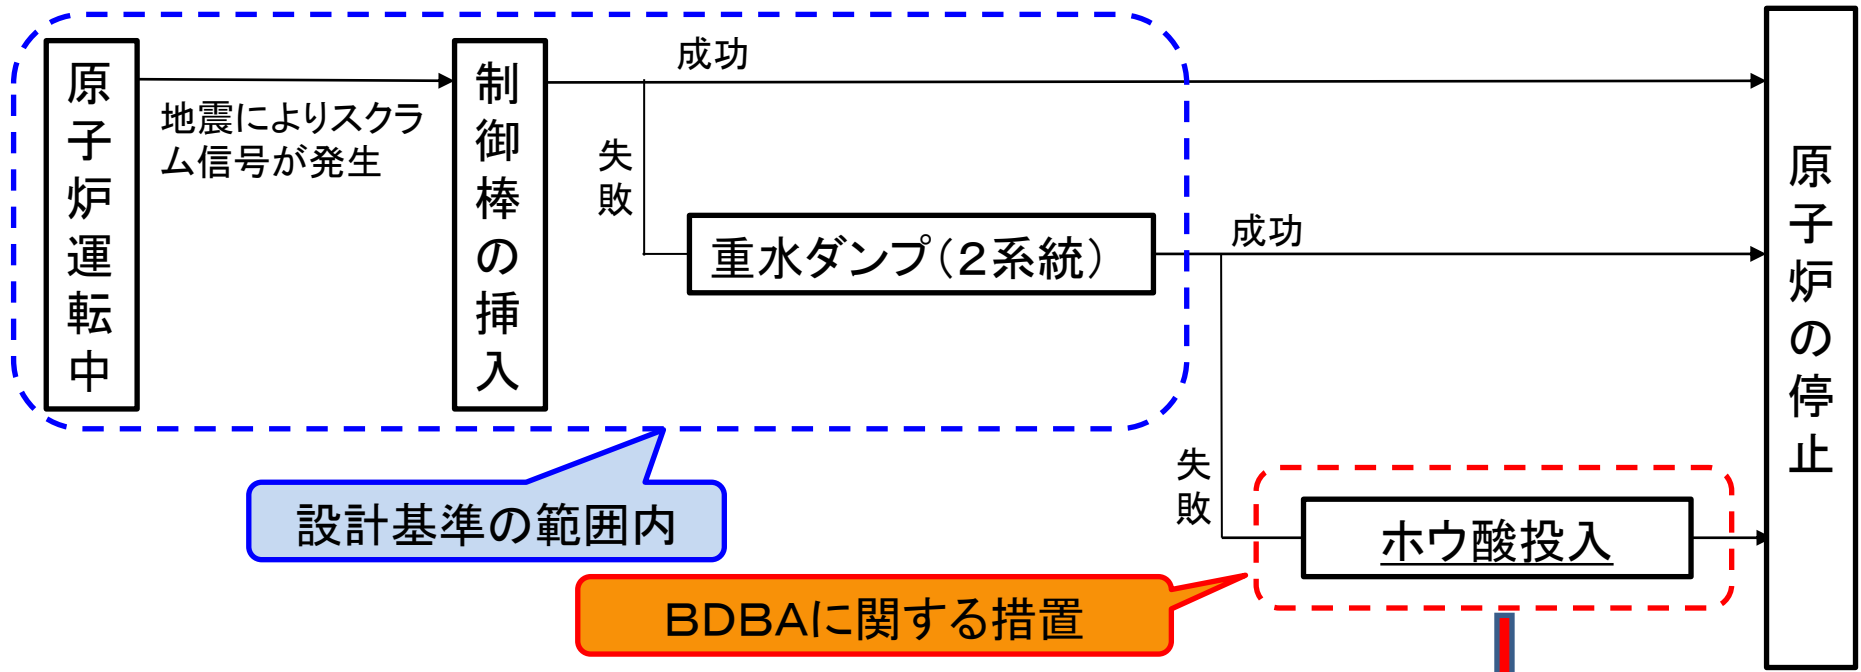 原子炉運転中
地震によりスクラ
ム信号が発生
制御棒の挿入
成功
失敗
重水ダンプ（２系統）
成功
失敗
ホウ酸投入
原子炉の停止
設計基準の範囲内
ＢＤＢＡに関する措置